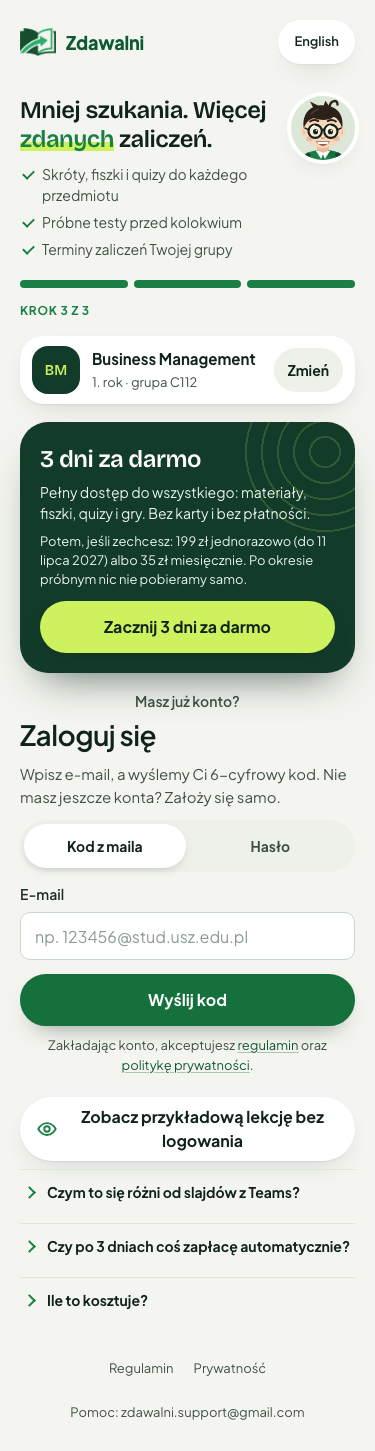 Zdawalni
English
Mniej szukania. Więcej
zdanych zaliczeń.
Skróty, fiszki i quizy do każdego
przedmiotu
Próbne testy przed kolokwium
Terminy zaliczeń Twojej grupy
KROK 3 Z 3
BM
Business Management
1. rok · grupa C112
Zmień
3 dni za darmo
Pełny dostęp do wszystkiego: materiały,
fiszki, quizy i gry. Bez karty i bez płatności.
Potem, jeśli zechcesz: 199 zł jednorazowo (do 11
lipca 2027) albo 35 zł miesięcznie. Po okresie
próbnym nic nie pobieramy samo.
Zacznij 3 dni za darmo
Masz już konto?
Zaloguj się
Wpisz e-mail, a wyślemy Ci 6-cyfrowy kod. Nie
masz jeszcze konta? Założy się samo.
Kod z maila
Hasło
E-mail
np. 123456@stud.usz.edu.pl
Wyślij kod
Zakładając konto, akceptujesz regulamin oraz
politykę prywatności.
Zobacz przykładową lekcję bez
logowania
Czym to się różni od slajdów z Teams?
Czy po 3 dniach coś zapłacę automatycznie?
Ile to kosztuje?
Regulamin
Prywatność
Pomoc: zdawalni.support@gmail.com